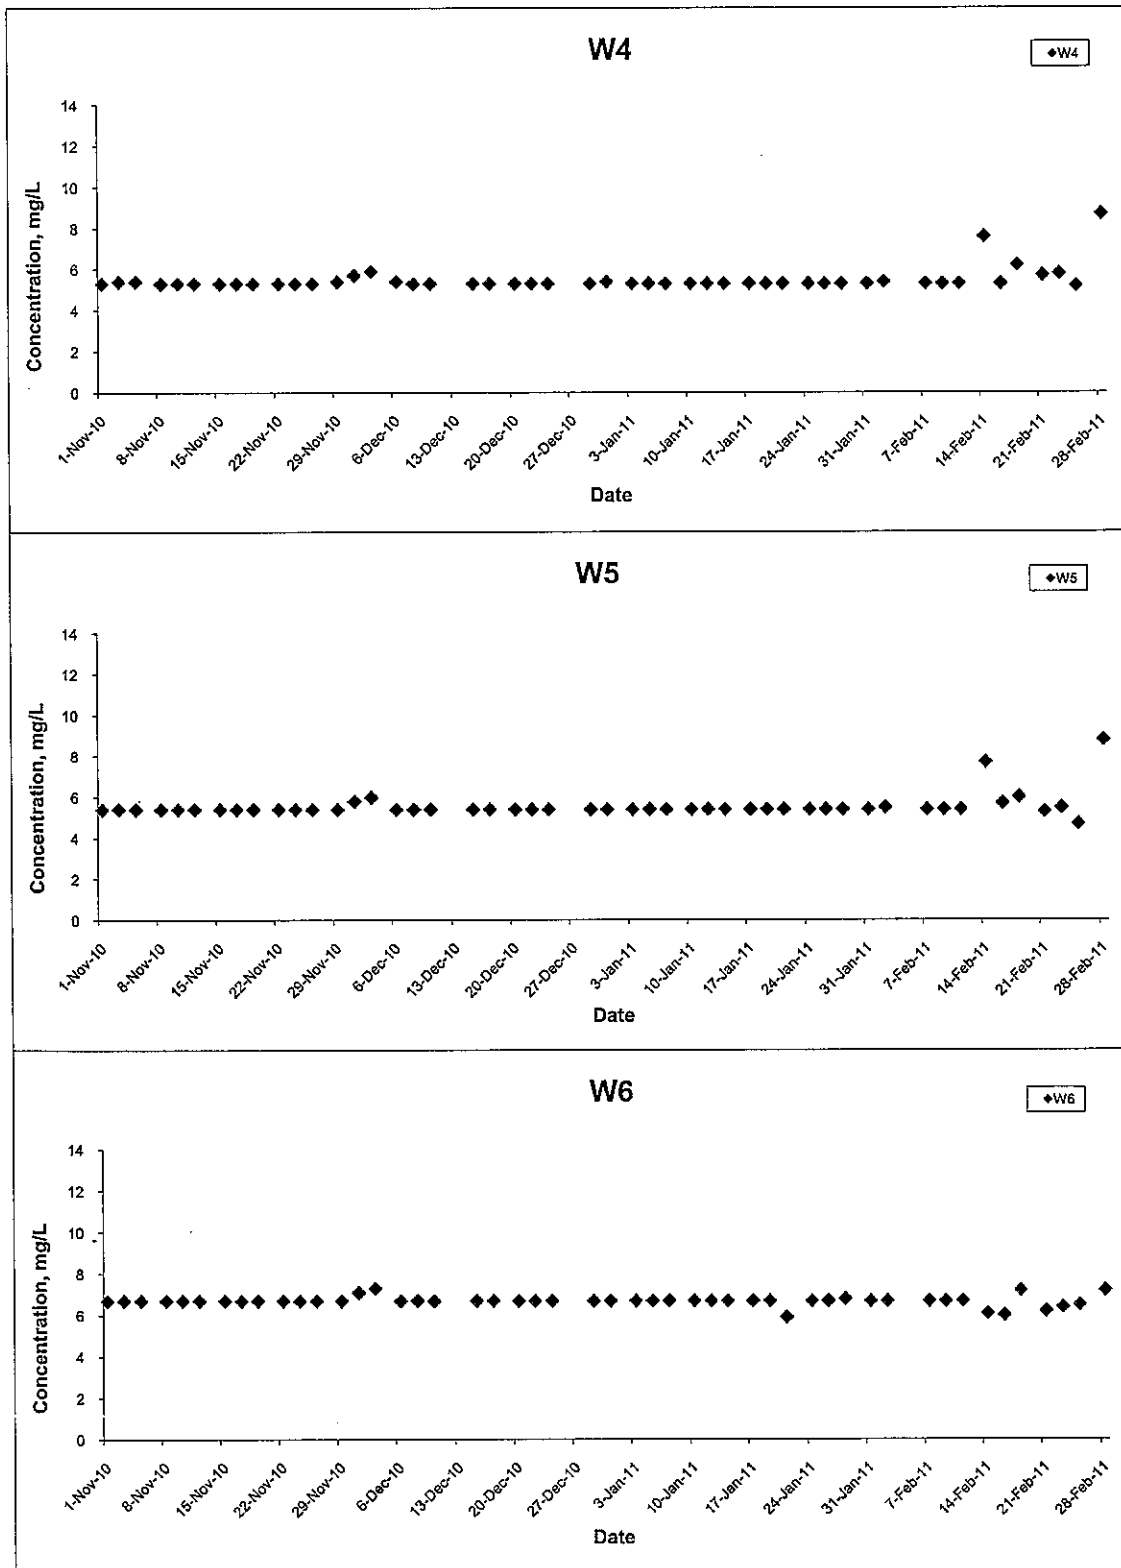 W4
◆W4
Concentration, mg/L
14
12
10
8
6
4
2
0
1-Nov-10 8-Nov-10 15-Nov-10 22-Nov-10 29-Nov-10 6-Dec-10 13-Dec-10 20-Dec-10 27-Dec-10 3-Jan-11 10-Jan-11 17-Jan-11 24-Jan-11 31-Jan-11 7-Feb-11 14-Feb-11 21-Feb-11 28-Feb-11
Date
W5
◆W5
Concentration, mg/L
14
12
10
8
6
4
2
0
1-Nov-10 8-Nov-10 15-Nov-10 22-Nov-10 29-Nov-10 6-Dec-10 13-Dec-10 20-Dec-10 27-Dec-10 3-Jan-11 10-Jan-11 17-Jan-11 24-Jan-11 31-Jan-11 7-Feb-11 14-Feb-11 21-Feb-11 28-Feb-11
Date
W6
◆W6
Concentration, mg/L
14
12
10
8
6
4
2
0
1-Nov-10 8-Nov-10 15-Nov-10 22-Nov-10 29-Nov-10 6-Dec-10 13-Dec-10 20-Dec-10 27-Dec-10 3-Jan-11 10-Jan-11 17-Jan-11 24-Jan-11 31-Jan-11 7-Feb-11 14-Feb-11 21-Feb-11 28-Feb-11
Date